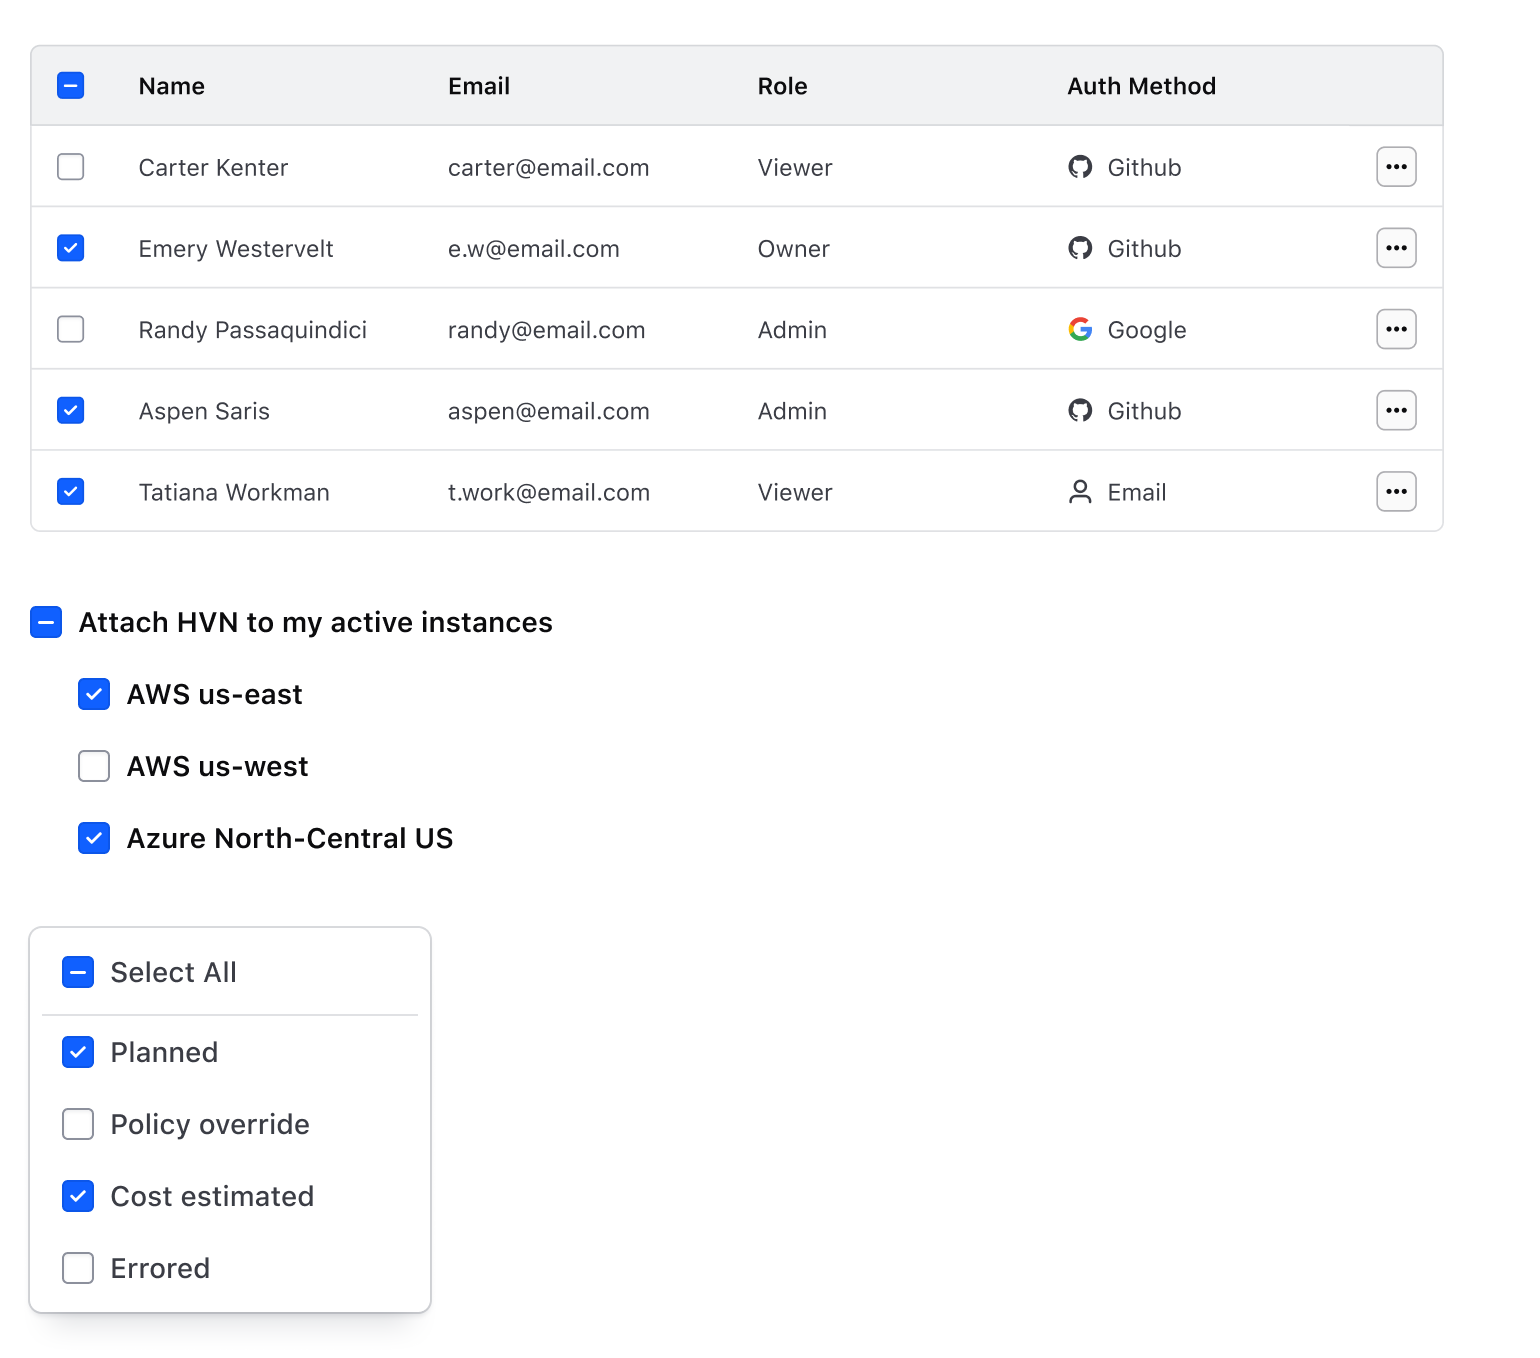 Name Email Role Auth Method
Carter Kenter carter@email.com Viewer Github
Emery Westervelt e.w@email.com Owner Github
Randy Passaquindici randy@email.com Admin Google
Aspen Saris aspen@email.com Admin Github
Tatiana Workman t.work@email.com Viewer Email
Attach HVN to my active instances
AWS us-east
AWS us-west
Azure North-Central US
Select All
Planned
Policy override
Cost estimated
Errored